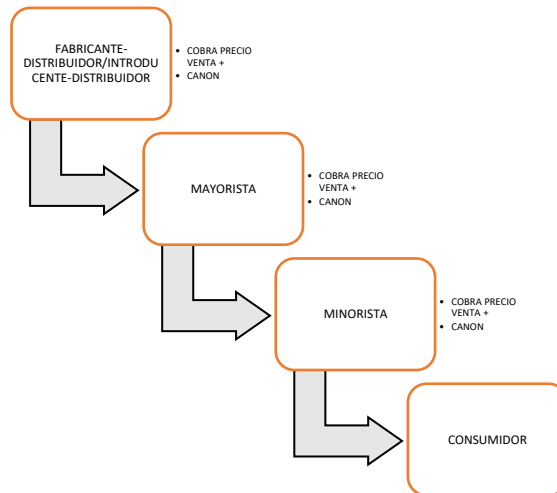 FABRICANTE-
DISTRIBUIDOR/INTRODU
CENTE-DISTRIBUIDOR
• COBRA PRECIO
VENTA +
• CANON
MAYORISTA
• COBRA PRECIO
VENTA +
• CANON
MINORISTA
• COBRA PRECIO
VENTA +
• CANON
CONSUMIDOR